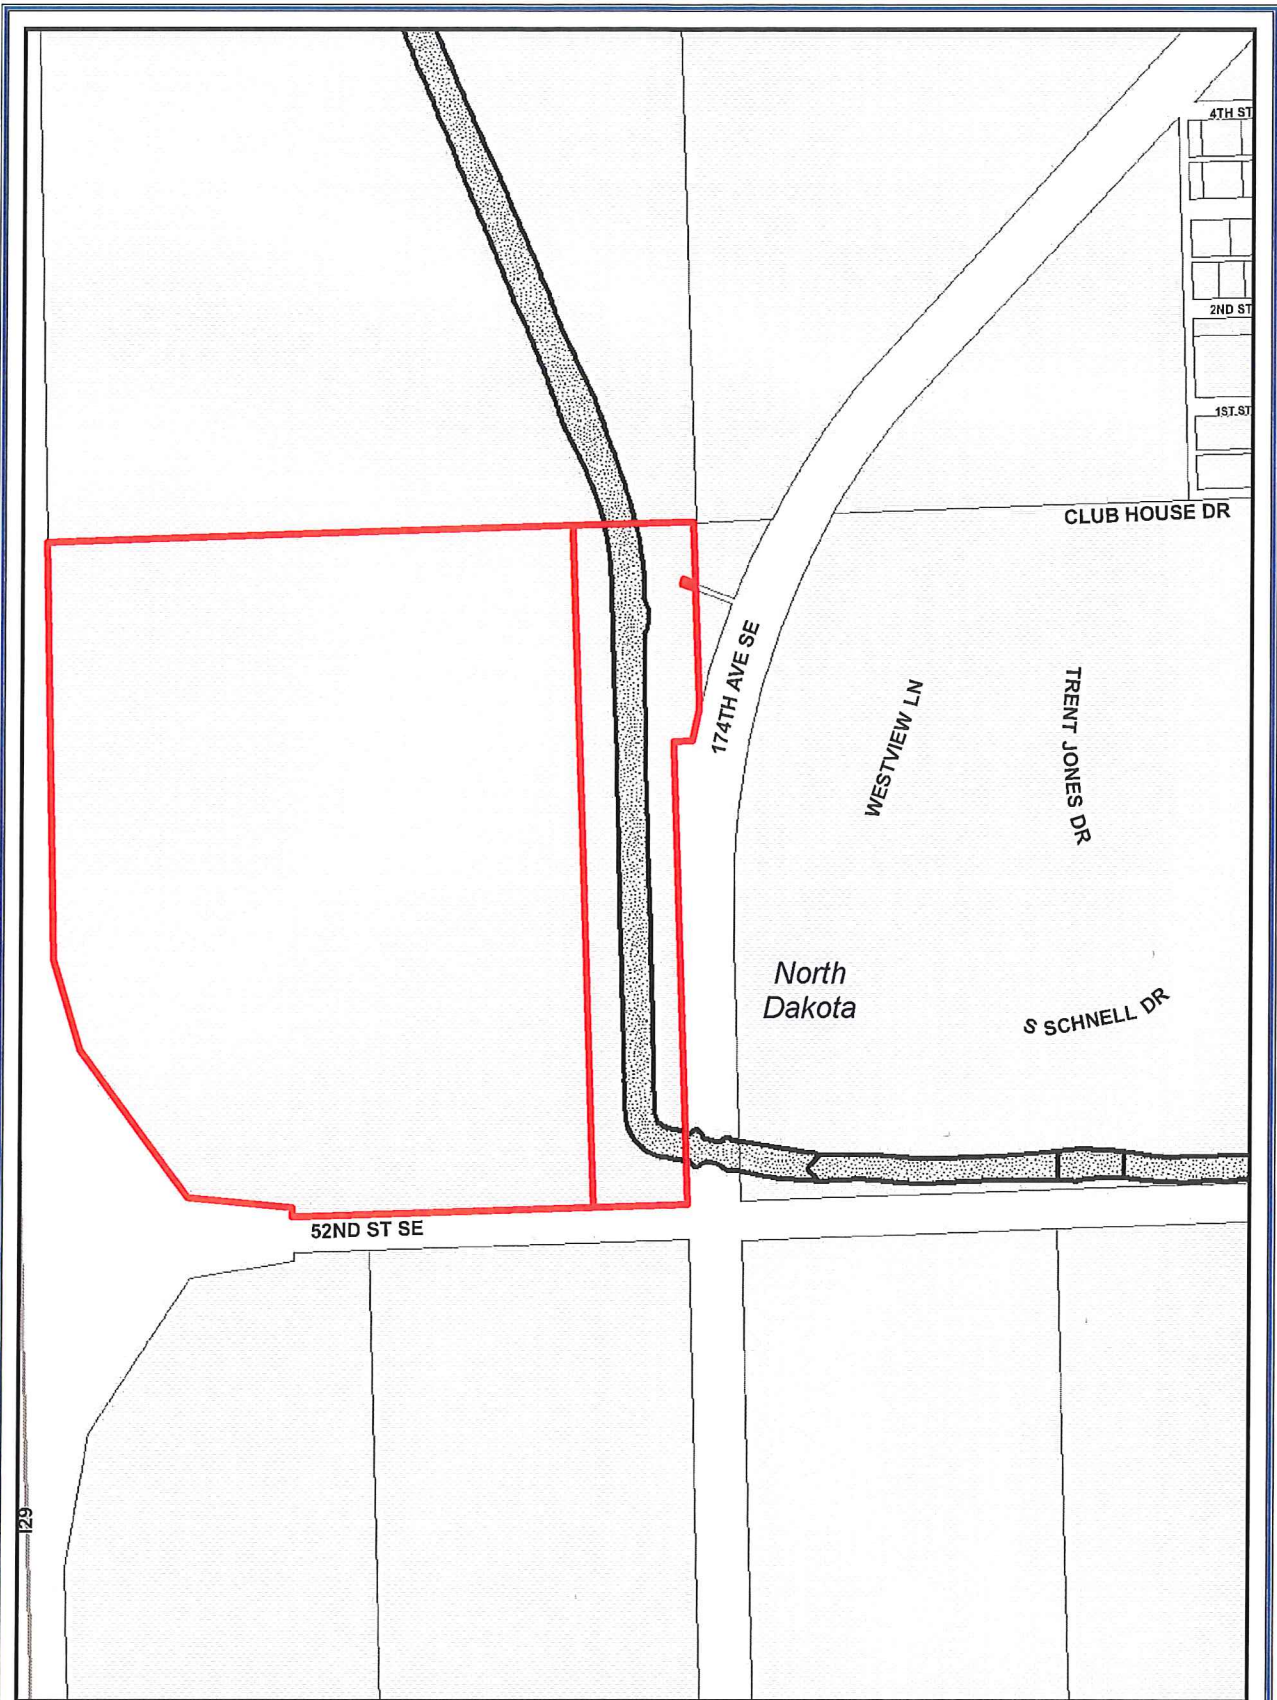 4TH ST
2ND ST
1ST ST
CLUB HOUSE DR
174TH AVE SE
WESTVIEW LN
TRENT JONES DR
North
Dakota
S SCHNELL DR
52ND ST SE
I29